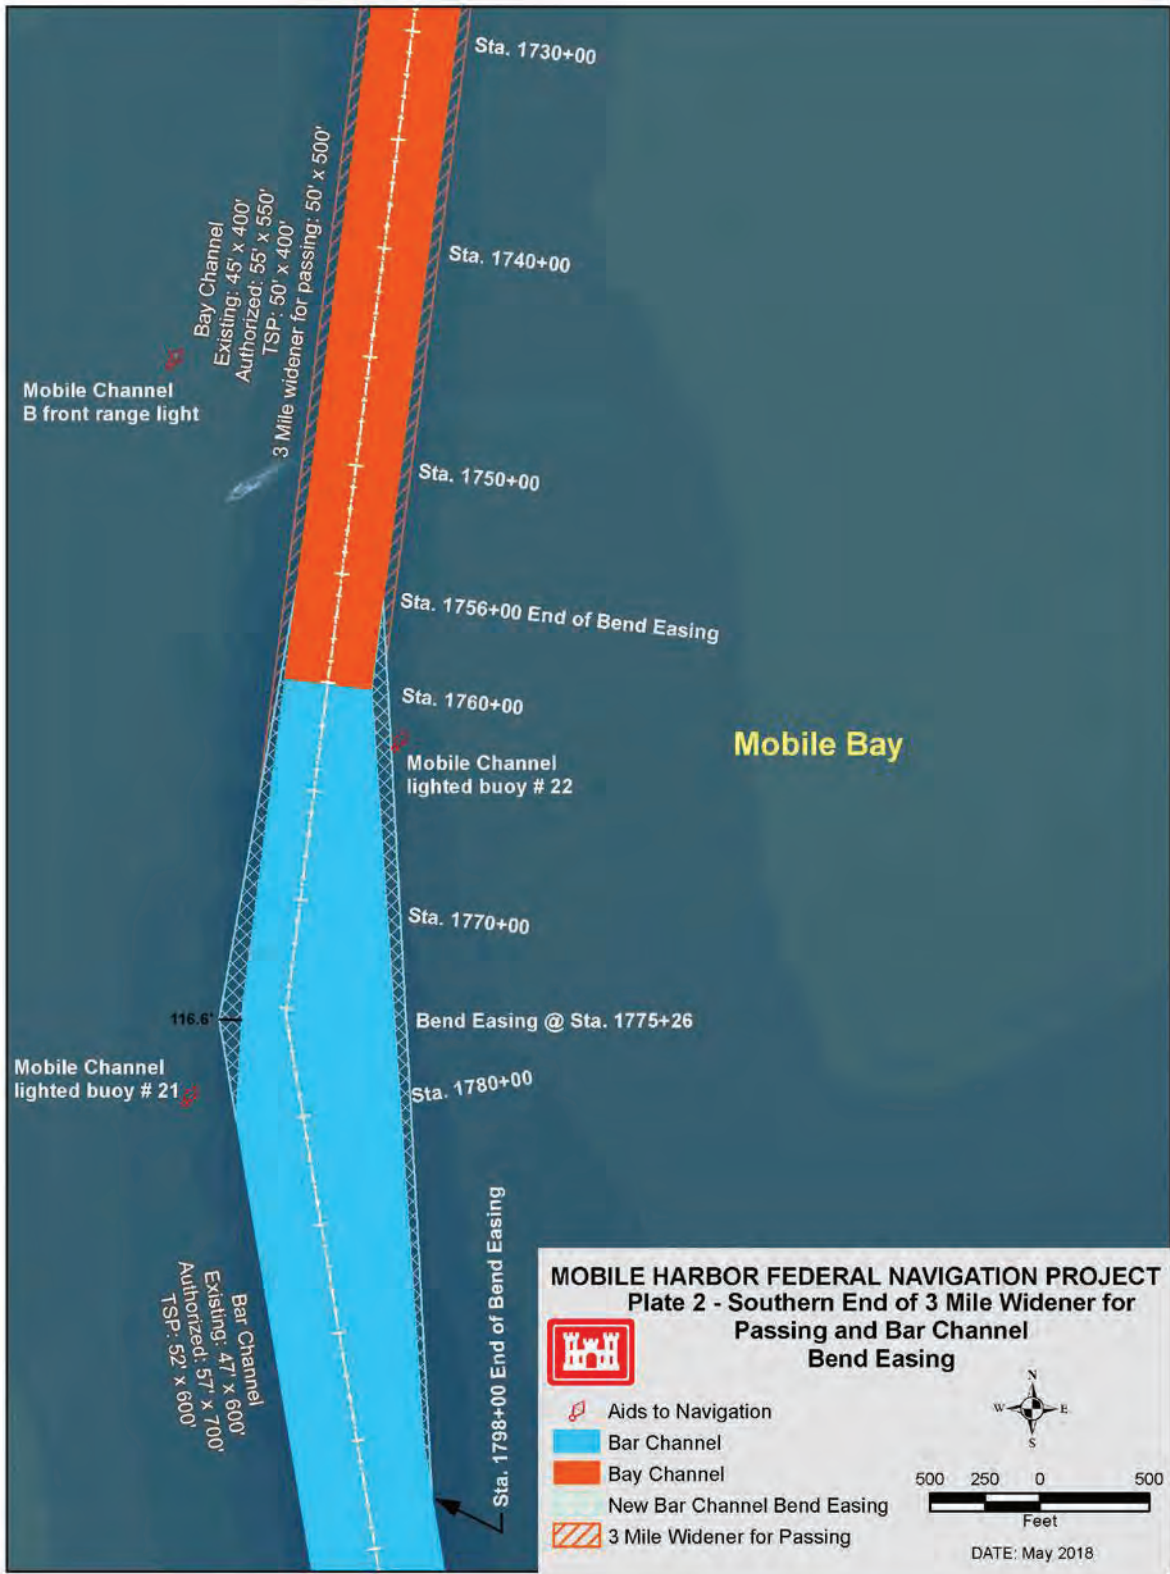 Sta. 1730+00
Bay Channel
Existing: 45' x 400'
Authorized: 55' x 550'
TSP: 50' x 400'
3 Mile widener for passing: 50' x 500'
Sta. 1740+00
Mobile Channel
B front range light
Sta. 1750+00
Sta. 1756+00 End of Bend Easing
Sta. 1760+00
Mobile Bay
Mobile Channel
lighted buoy # 22
Sta. 1770+00
116.6'
Bend Easing @ Sta. 1775+26
Mobile Channel
lighted buoy # 21
Sta. 1780+00
Bar Channel
Existing: 47' x 600'
Authorized: 57' x 700'
TSP: 52' x 600'
Sta. 1798+00 End of Bend Easing
MOBILE HARBOR FEDERAL NAVIGATION PROJECT
Plate 2 - Southern End of 3 Mile Widener for
Passing and Bar Channel
Bend Easing
Aids to Navigation
Bar Channel
Bay Channel
New Bar Channel Bend Easing
3 Mile Widener for Passing
N
W E
S
500 250 0 500
Feet
DATE: May 2018